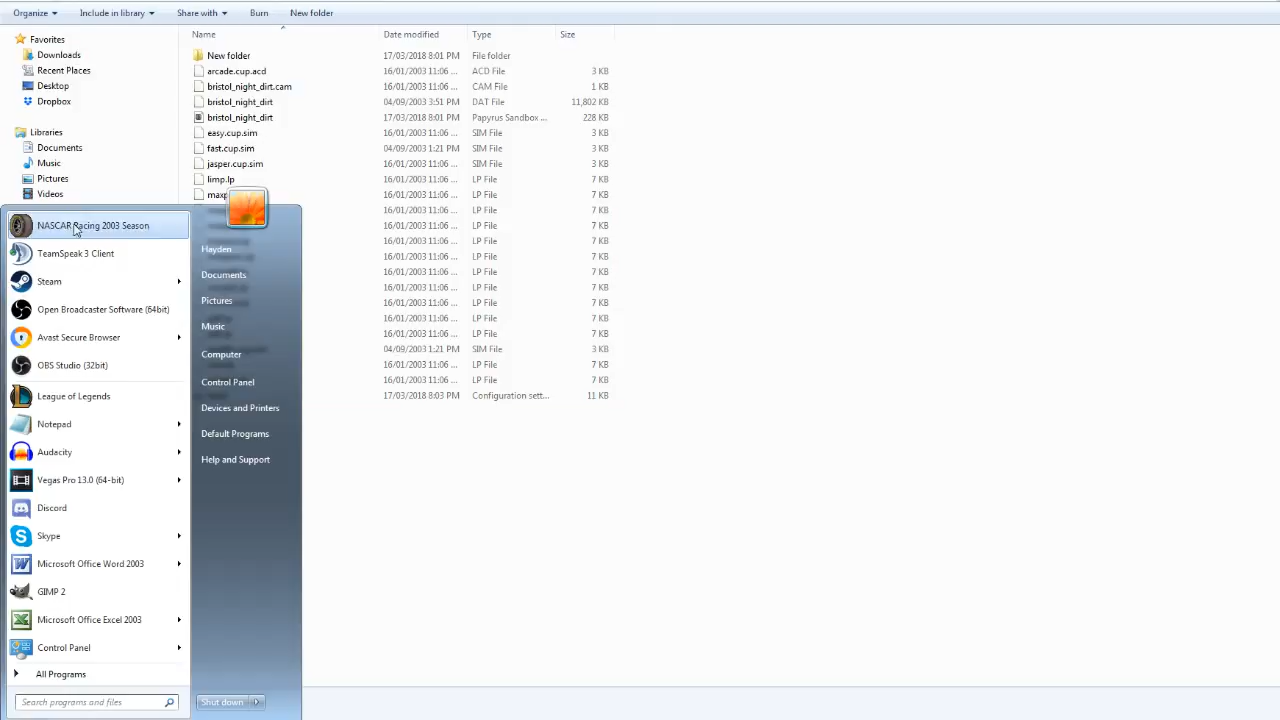 Organize Include in library Share with Burn New folder
Name Date modified Type Size
Favorites
Downloads
Recent Places
Desktop
Dropbox
Libraries
Documents
Music
Pictures
Videos
New folder 17/03/2018 8:01 PM File folder
arcade.cup.acd 16/01/2003 11:06 ... ACD File 3 KB
bristol_night_dirt.cam 16/01/2003 11:06 ... CAM File 1 KB
bristol_night_dirt 04/09/2003 3:51 PM DAT File 11,802 KB
bristol_night_dirt 17/03/2018 8:01 PM Papyrus Sandbox ... 228 KB
easy.cup.sim 16/01/2003 11:06 ... SIM File 3 KB
fast.cup.sim 04/09/2003 1:21 PM SIM File 3 KB
jasper.cup.sim 16/01/2003 11:06 ... SIM File 3 KB
limp.lp 16/01/2003 11:06 ... LP File 7 KB
16/01/2003 11:06 ... LP File 7 KB
16/01/2003 11:06 ... LP File 7 KB
16/01/2003 11:06 ... LP File 7 KB
16/01/2003 11:06 ... LP File 7 KB
16/01/2003 11:06 ... LP File 7 KB
16/01/2003 11:06 ... LP File 7 KB
16/01/2003 11:06 ... LP File 7 KB
16/01/2003 11:06 ... LP File 7 KB
16/01/2003 11:06 ... LP File 7 KB
16/01/2003 11:06 ... LP File 7 KB
04/09/2003 1:21 PM SIM File 3 KB
16/01/2003 11:06 ... LP File 7 KB
16/01/2003 11:06 ... LP File 7 KB
17/03/2018 8:03 PM Configuration sett... 11 KB
NASCAR Racing 2003 Season
TeamSpeak 3 Client
Steam
Open Broadcaster Software (64bit)
Avast Secure Browser
OBS Studio (32bit)
League of Legends
Notepad
Audacity
Vegas Pro 13.0 (64-bit)
Discord
Skype
Microsoft Office Word 2003
GIMP 2
Microsoft Office Excel 2003
Control Panel
All Programs
Search programs and files
Hayden
Documents
Pictures
Music
Computer
Control Panel
Devices and Printers
Default Programs
Help and Support
Shut down